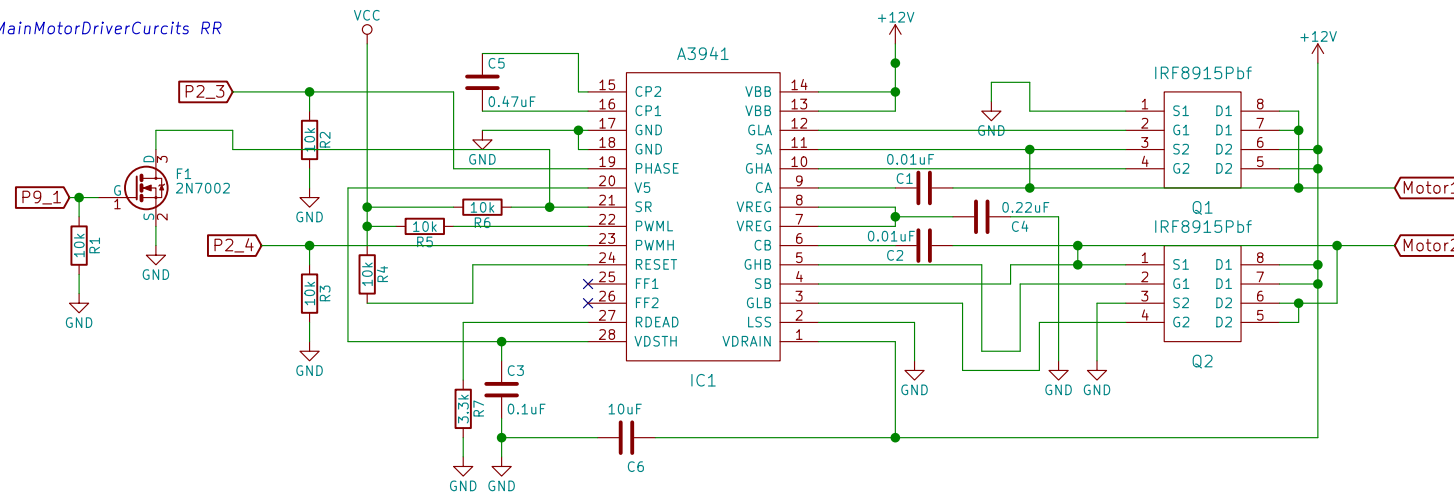 MainMotorDriverCurcits RR
VCC
+12V
+12V
A3941
IRF8915Pbf
C5
0.47uF
P2_3
10k
R2
GND
GND
15 CP2
16 CP1
17 GND
18 GND
19 PHASE
20 V5
21 SR
22 PWML
23 PWMH
24 RESET
25 FF1
26 FF2
27 RDEAD
28 VDSTH
VBB 14
VBB 13
GLA 12
SA 11
GHA 10
CA 9
VREG 8
VREG 7
CB 6
GHB 5
SB 4
GLB 3
LSS 2
VDRAIN 1
IC1
GND
1 S1 D1 8
2 G1 D1 7
3 S2 D2 6
4 G2 D2 5
Q1
0.01uF
C1
Motor1
D
3
F1
2N7002
G
1
S
2
P9_1
10k
R1
GND
GND
10k
R6
10k
R5
10k
R4
P2_4
10k
R3
GND
0.22uF
C4
0.01uF
C2
IRF8915Pbf
Motor2
1 S1 D1 8
2 G1 D1 7
3 S2 D2 6
4 G2 D2 5
Q2
GND
GND
GND
C3
0.1uF
3.3k
R7
10uF
C6
GND
GND